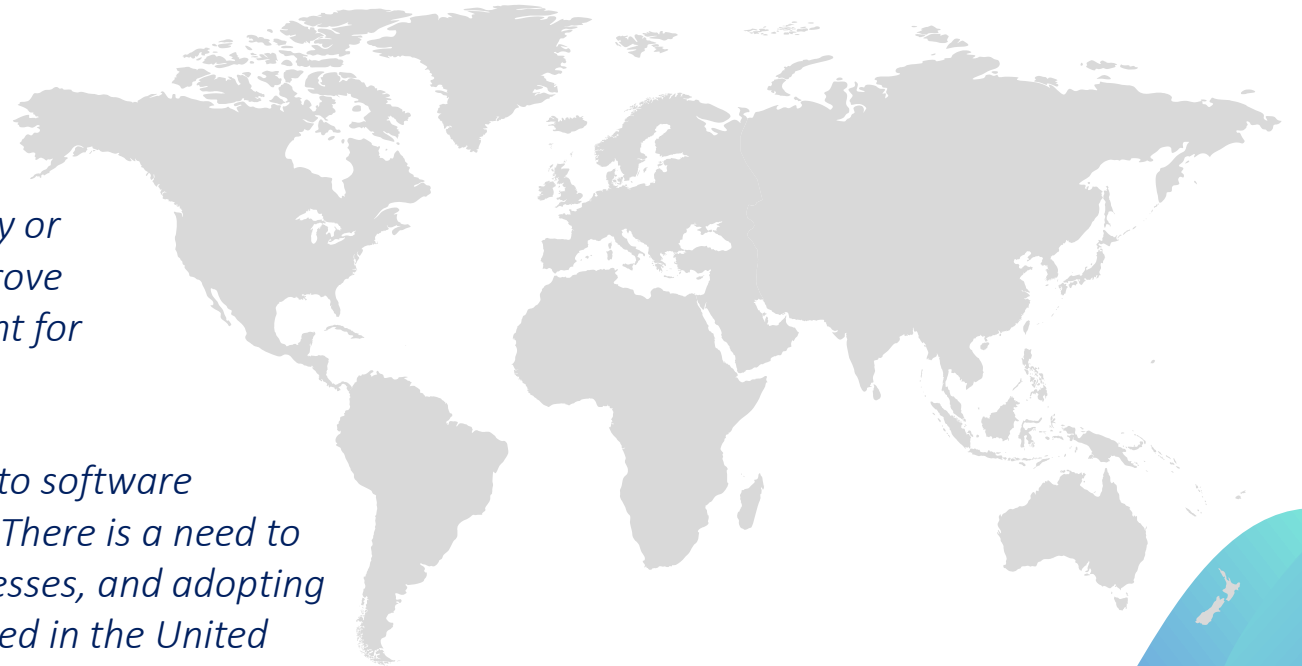 y or
rove
nt for
to software
There is a need to
esses, and adopting
ed in the United